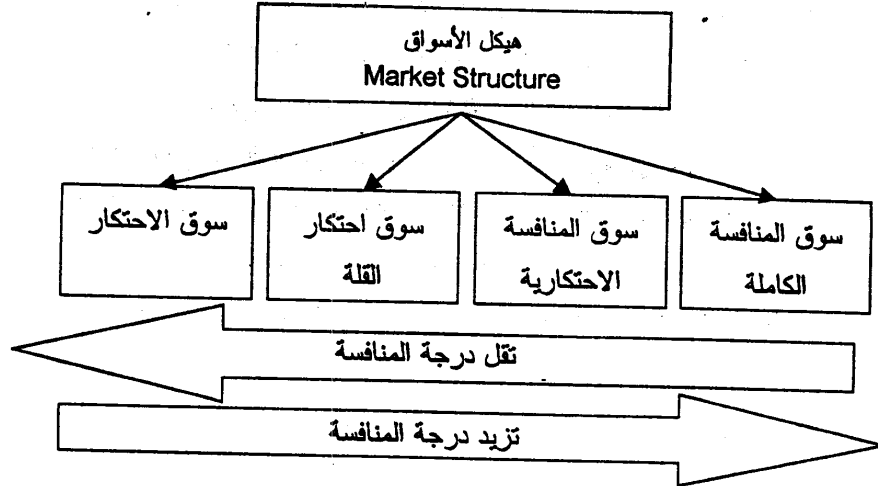 هيكل الأسواق
Market Structure
سوق المنافسة
الكاملة
سوق المنافسة
الاحتكارية
سوق احتكار
القلة
سوق الاحتكار
تقل درجة المنافسة
تزيد درجة المنافسة